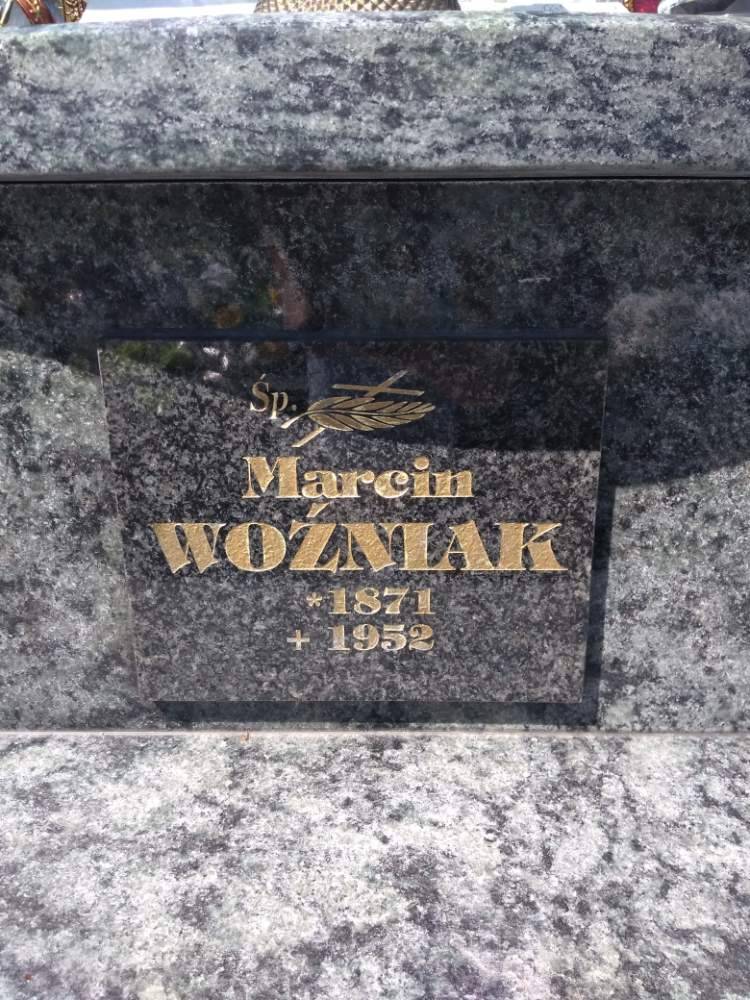 Śp.
Marcin
WOŹNIAK
*1871
+ 1952